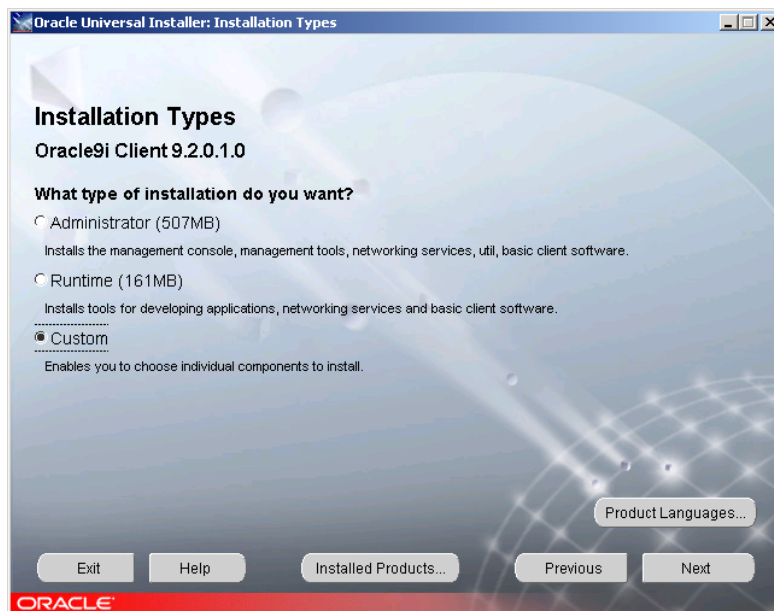 Oracle Universal Installer: Installation Types
Installation Types
Oracle9i Client 9.2.0.1.0
What type of installation do you want?
Administrator (507MB)
Installs the management console, management tools, networking services, util, basic client software.
Runtime (161MB)
Installs tools for developing applications, networking services and basic client software.
Custom
Enables you to choose individual components to install.
Product Languages...
Exit Help Installed Products... Previous Next
ORACLE